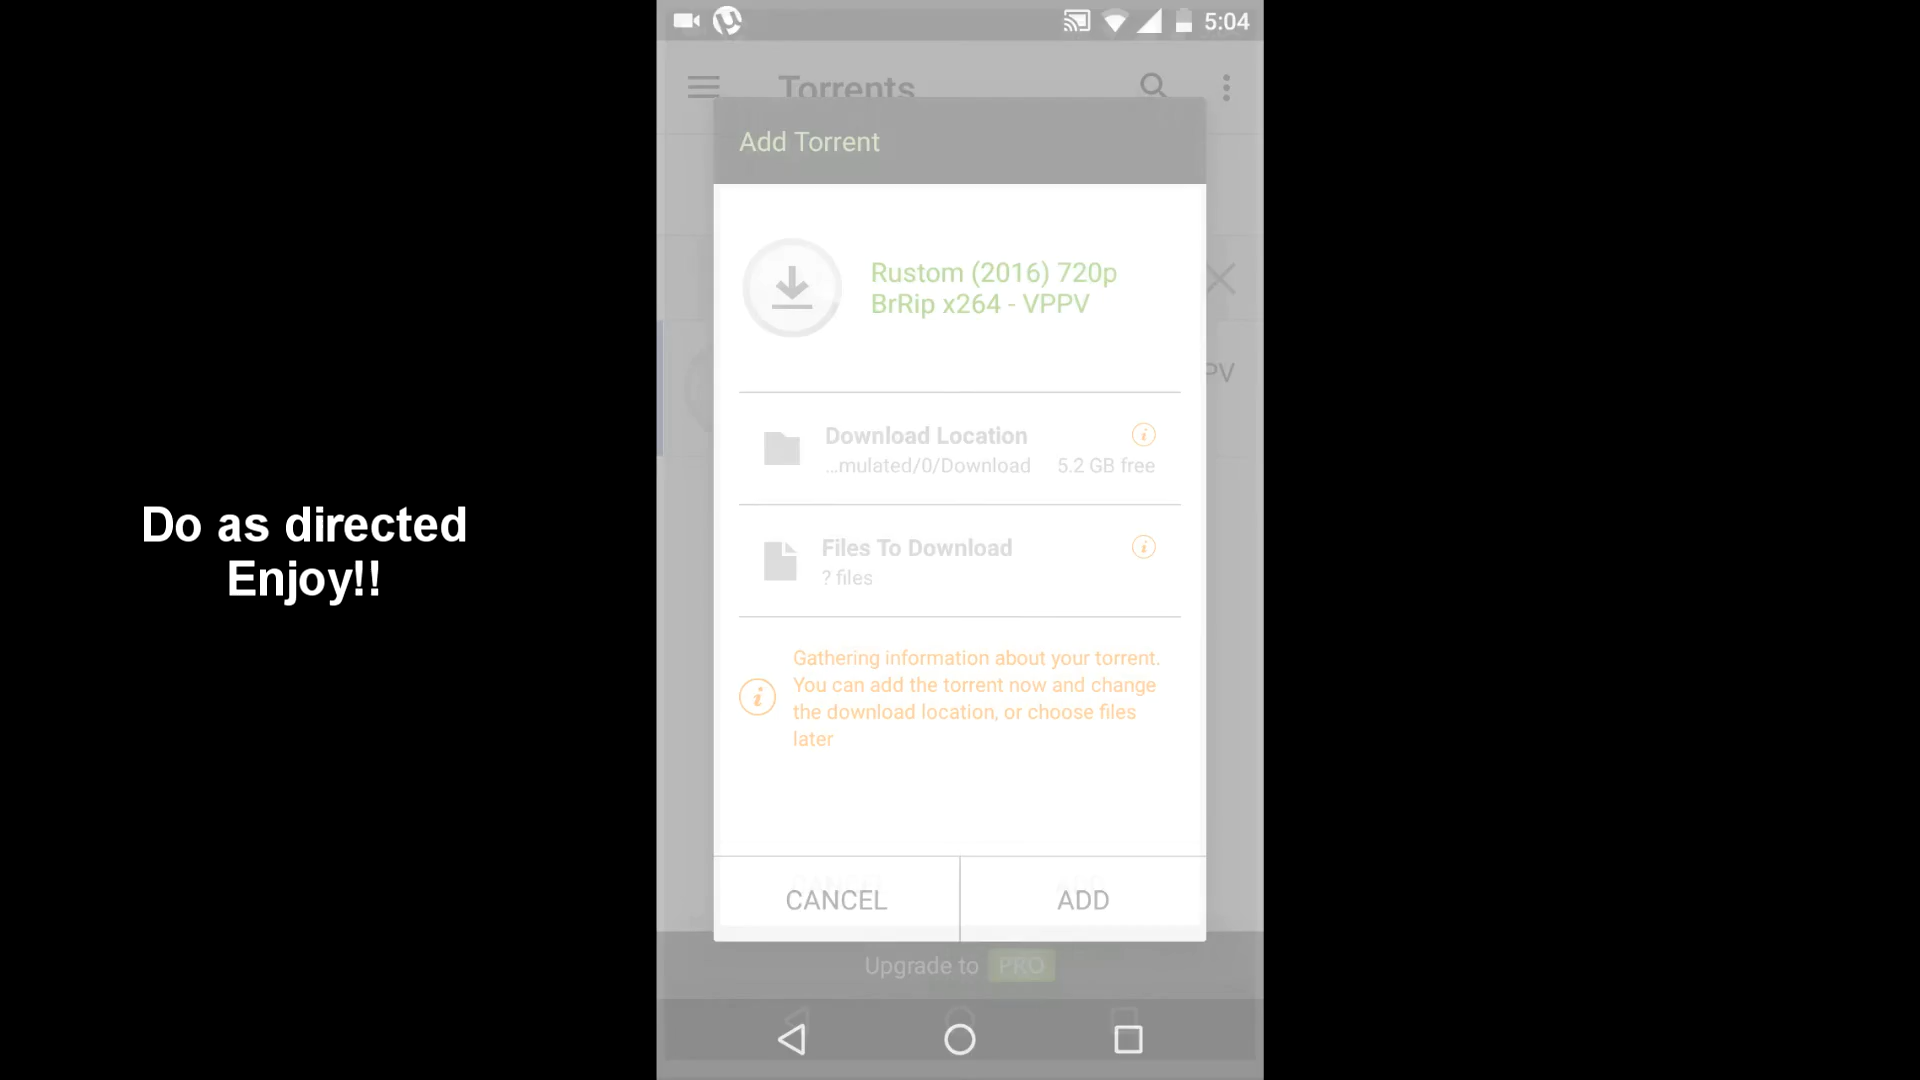 5:04
Torrents
Add Torrent
Rustom (2016) 720p
BrRip x264 - VPPV
PV
Download Location
...mulated/0/Download 5.2 GB free
Files To Download
? files
Gathering information about your torrent.
You can add the torrent now and change
the download location, or choose files
later
CANCEL ADD
Upgrade to PRO
Do as directed
Enjoy!!